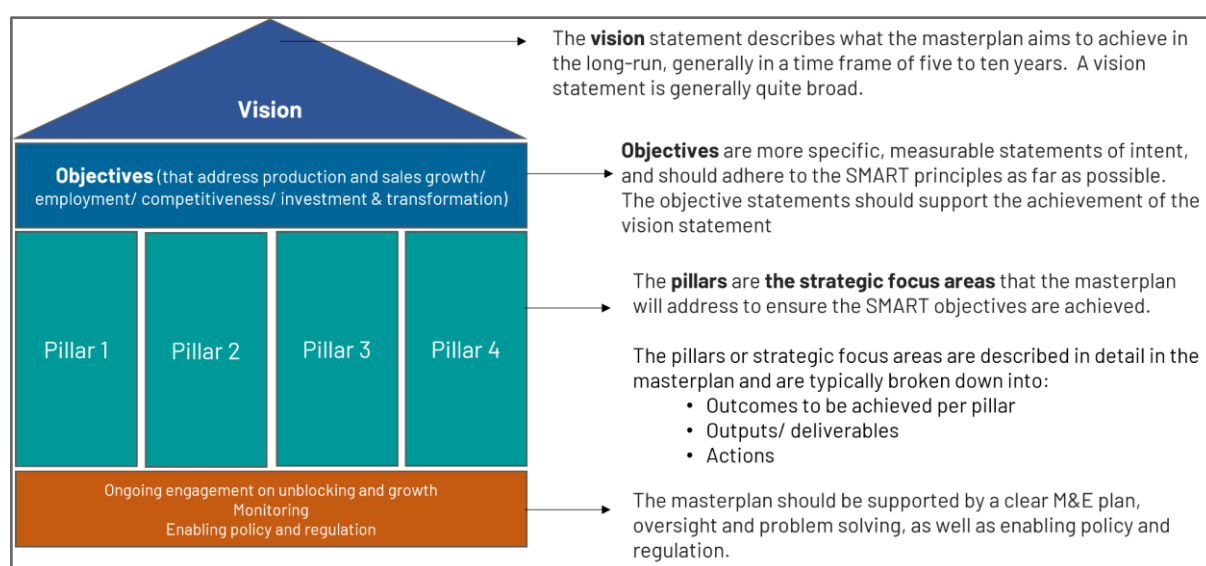 Vision
The vision statement describes what the masterplan aims to achieve in
the long-run, generally in a time frame of five to ten years. A vision
statement is generally quite broad.
Objectives (that address production and sales growth/
employment/ competitiveness/ investment & transformation)
Objectives are more specific, measurable statements of intent,
and should adhere to the SMART principles as far as possible.
The objective statements should support the achievement of the
vision statement
Pillar 1
Pillar 2
Pillar 3
Pillar 4
The pillars are the strategic focus areas that the masterplan
will address to ensure the SMART objectives are achieved.
The pillars or strategic focus areas are described in detail in the
masterplan and are typically broken down into:
• Outcomes to be achieved per pillar
• Outputs/ deliverables
• Actions
Ongoing engagement on unblocking and growth
Monitoring
Enabling policy and regulation
The masterplan should be supported by a clear M&E plan,
oversight and problem solving, as well as enabling policy and
regulation.